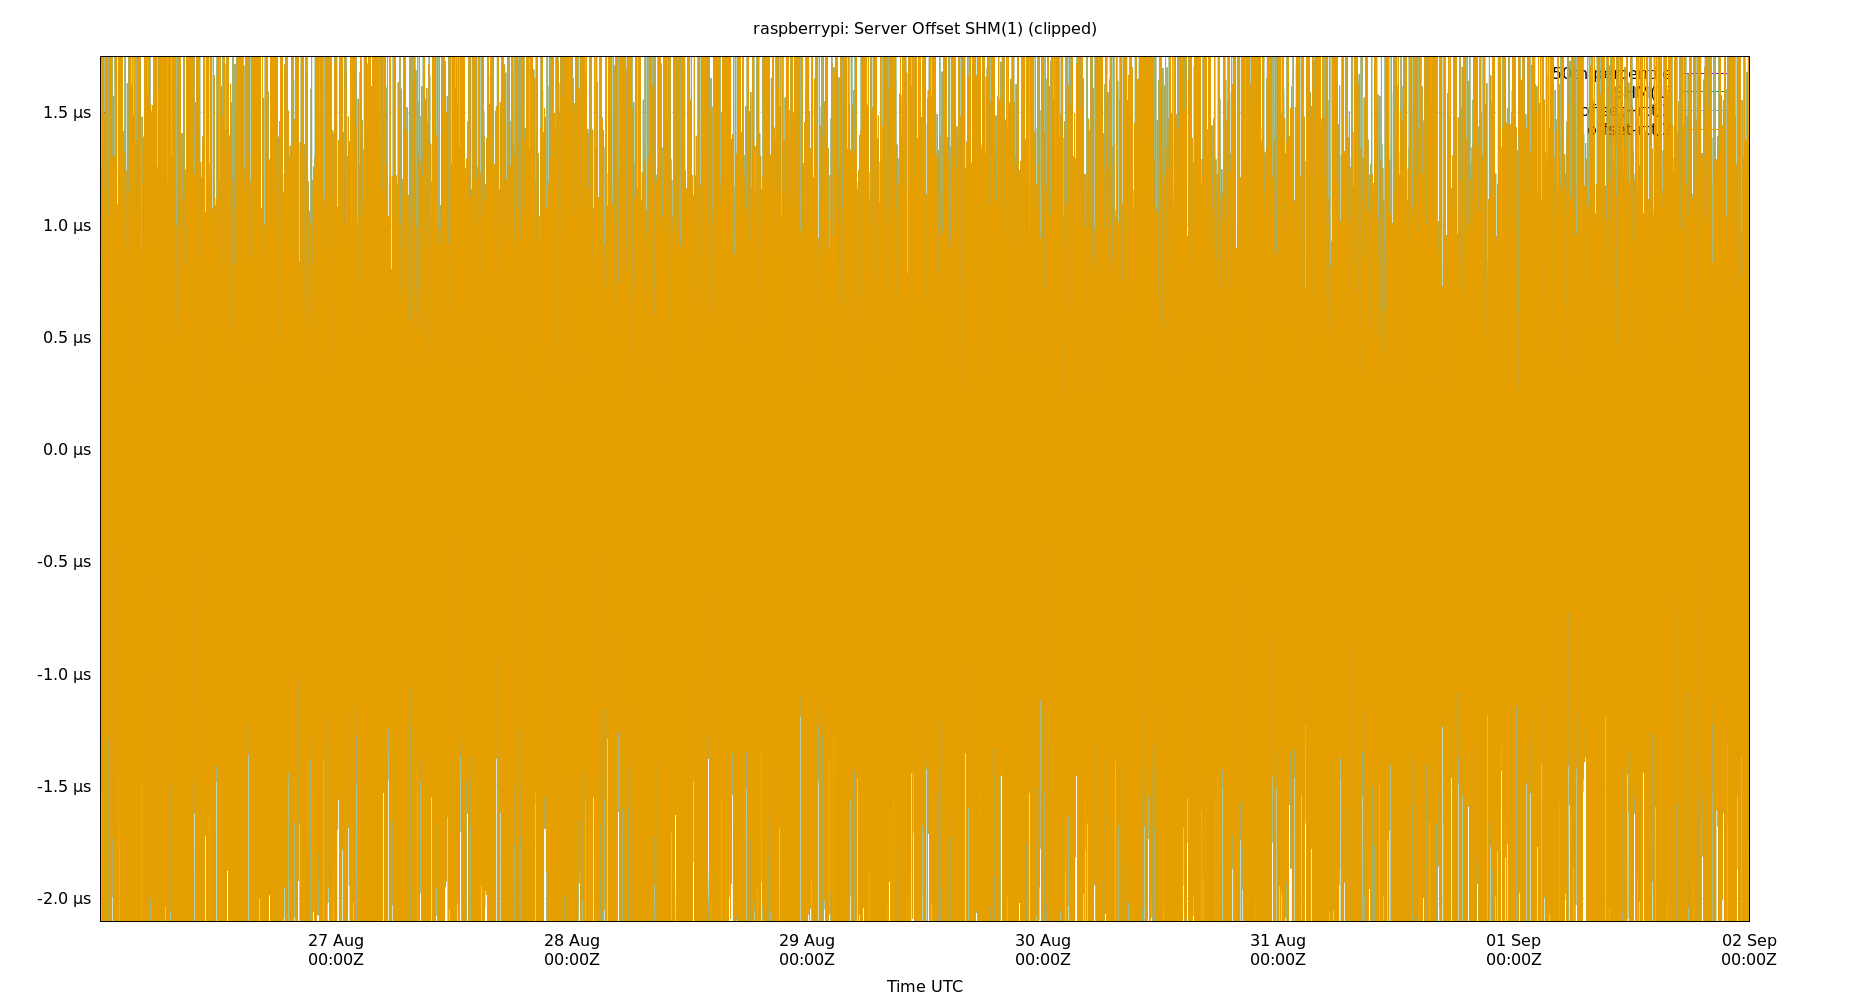 raspberrypi: Server Offset SHM(1) (clipped)
1.5 µs
1.0 µs
0.5 µs
0.0 µs
-0.5 µs
-1.0 µs
-1.5 µs
-2.0 µs
27 Aug
00:00Z
28 Aug
00:00Z
29 Aug
00:00Z
30 Aug
00:00Z
31 Aug
00:00Z
01 Sep
00:00Z
02 Sep
00:00Z
Time UTC